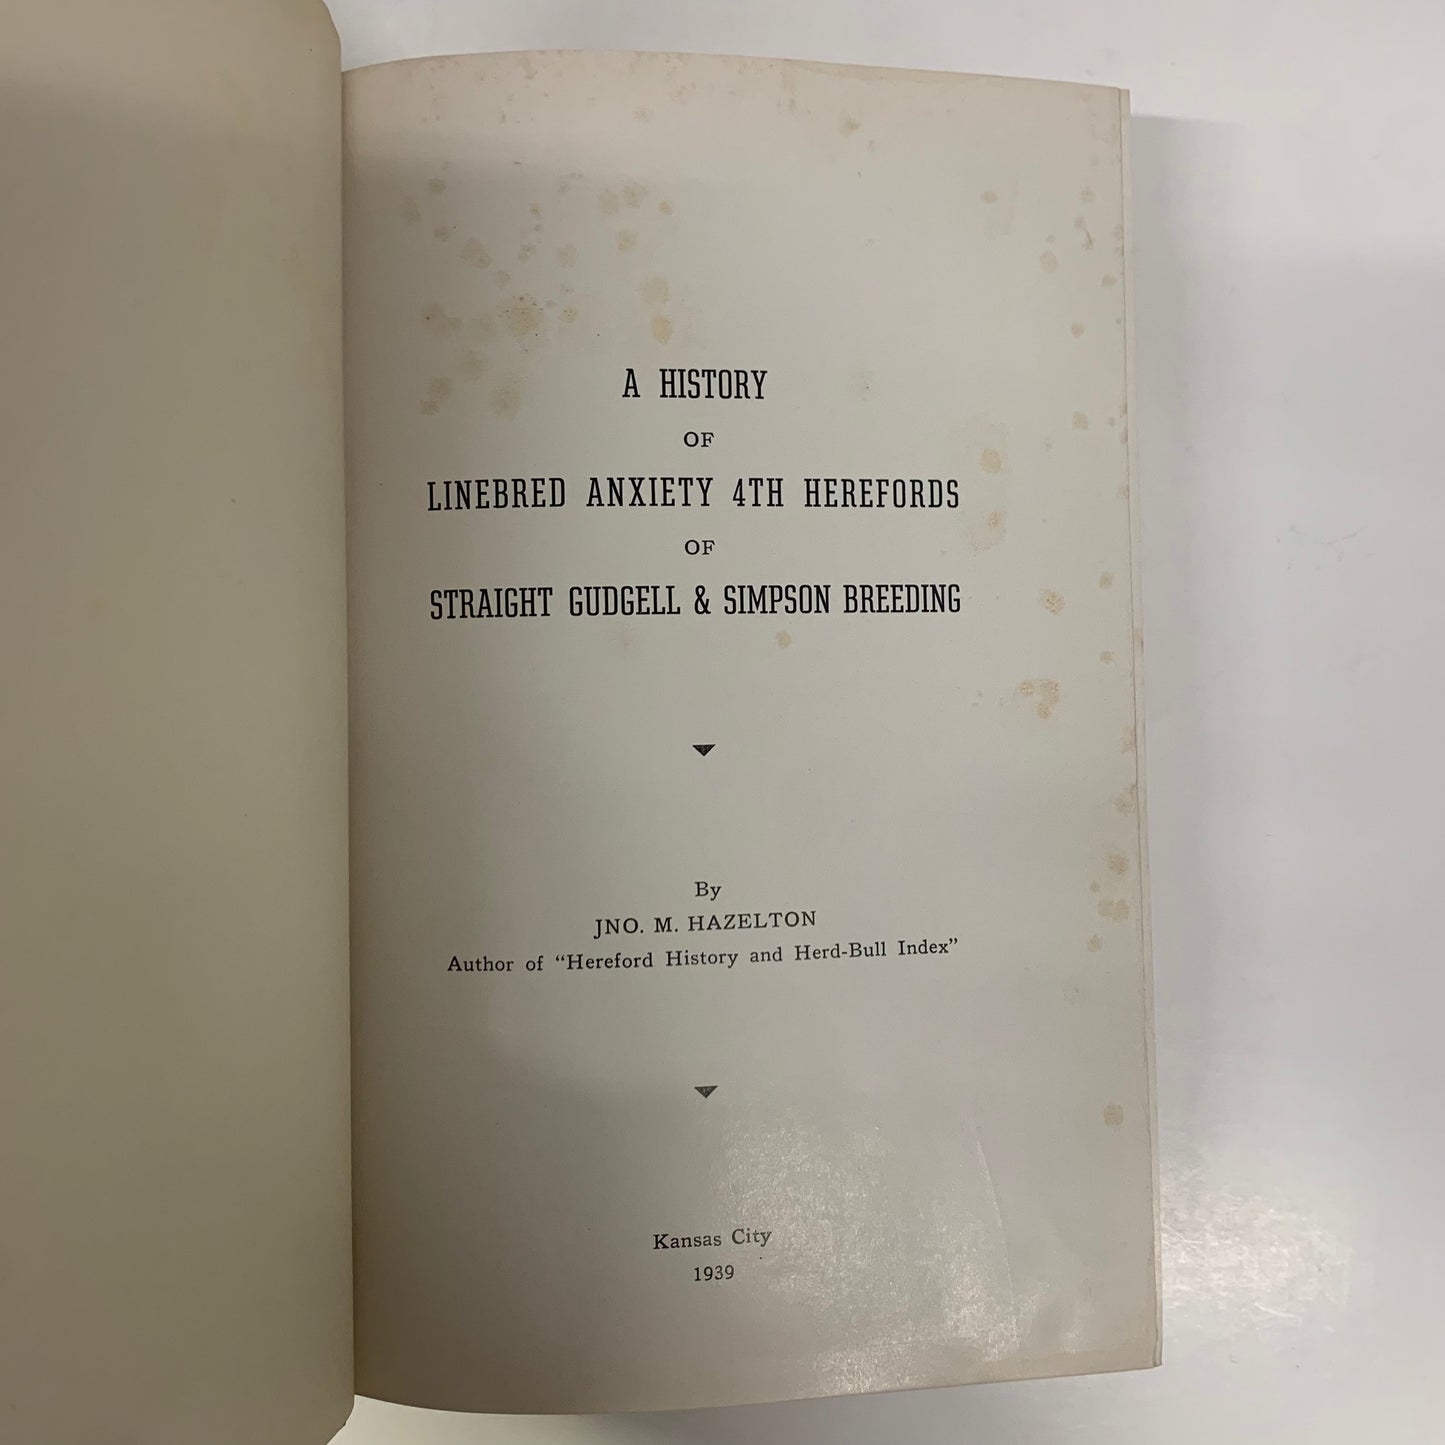 A HISTORY
OF
LINEBRED ANXIETY 4TH HEREFORDS
OF
STRAIGHT GUDGELL & SIMPSON BREEDING
By
JNO. M. HAZELTON
Author of “Hereford History and Herd-Bull Index”
Kansas City
1939